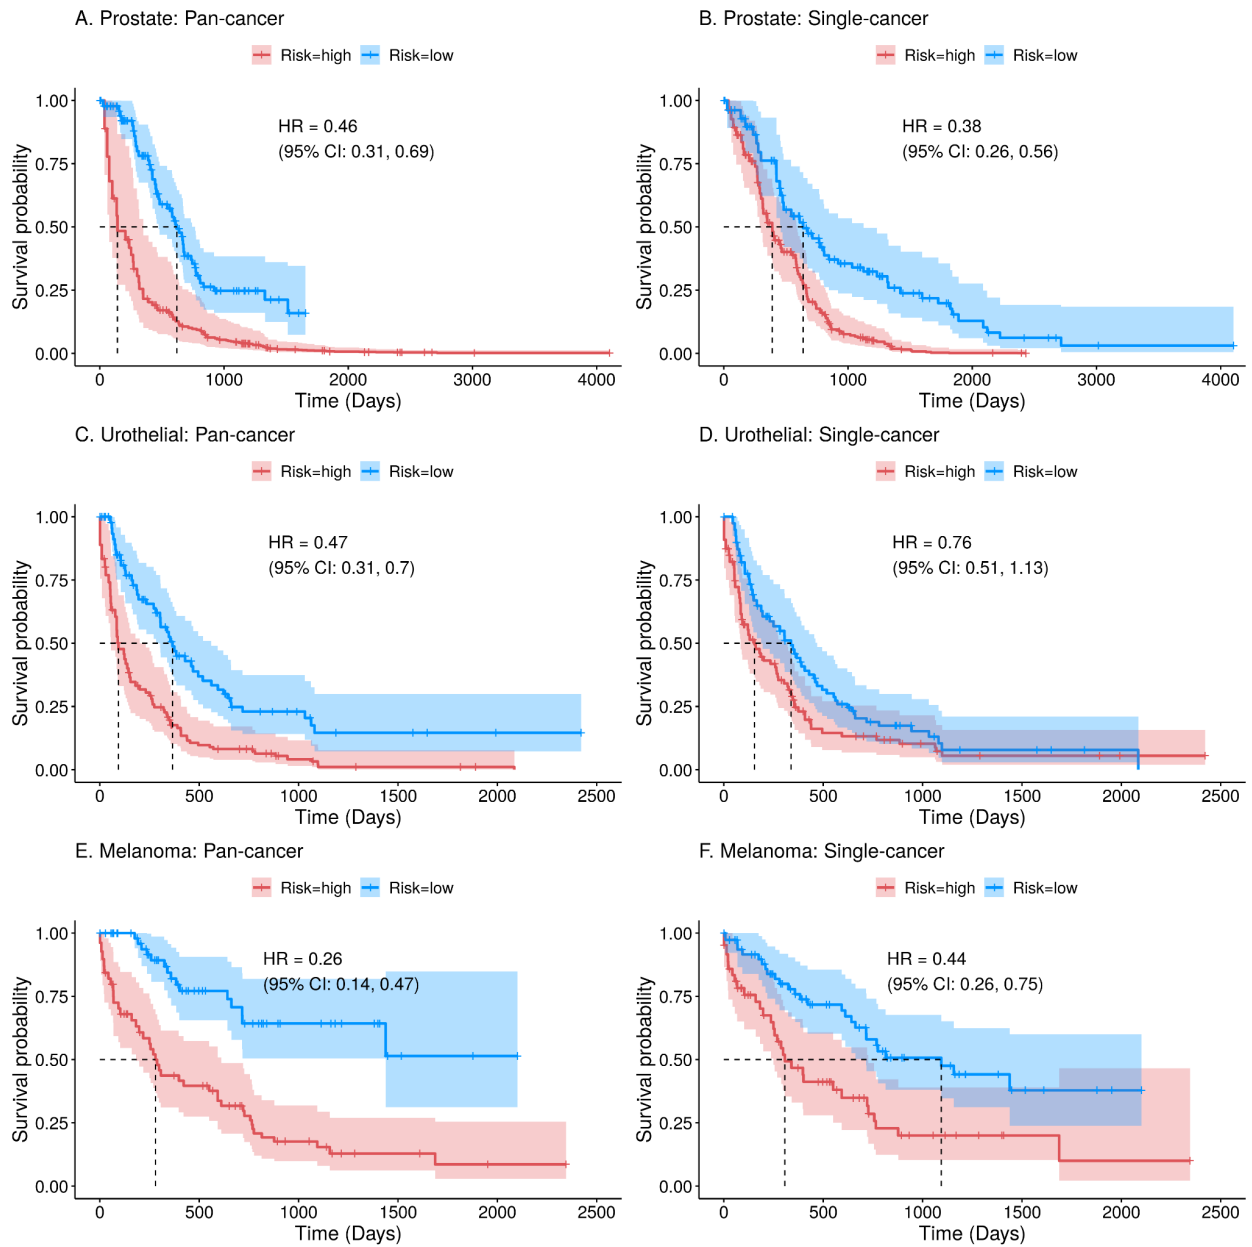 A. Prostate: Pan-cancer
Risk=high Risk=low
HR = 0.46
(95% CI: 0.31, 0.69)
Survival probability
1.00
0.75
0.50
0.25
0.00
0 1000 2000 3000 4000
Time (Days)
B. Prostate: Single-cancer
Risk=high Risk=low
HR = 0.38
(95% CI: 0.26, 0.56)
Survival probability
1.00
0.75
0.50
0.25
0.00
0 1000 2000 3000 4000
Time (Days)
C. Urothelial: Pan-cancer
Risk=high Risk=low
HR = 0.47
(95% CI: 0.31, 0.7)
Survival probability
1.00
0.75
0.50
0.25
0.00
0 500 1000 1500 2000 2500
Time (Days)
D. Urothelial: Single-cancer
Risk=high Risk=low
HR = 0.76
(95% CI: 0.51, 1.13)
Survival probability
1.00
0.75
0.50
0.25
0.00
0 500 1000 1500 2000 2500
Time (Days)
E. Melanoma: Pan-cancer
Risk=high Risk=low
HR = 0.26
(95% CI: 0.14, 0.47)
Survival probability
1.00
0.75
0.50
0.25
0.00
0 500 1000 1500 2000 2500
Time (Days)
F. Melanoma: Single-cancer
Risk=high Risk=low
HR = 0.44
(95% CI: 0.26, 0.75)
Survival probability
1.00
0.75
0.50
0.25
0.00
0 500 1000 1500 2000 2500
Time (Days)